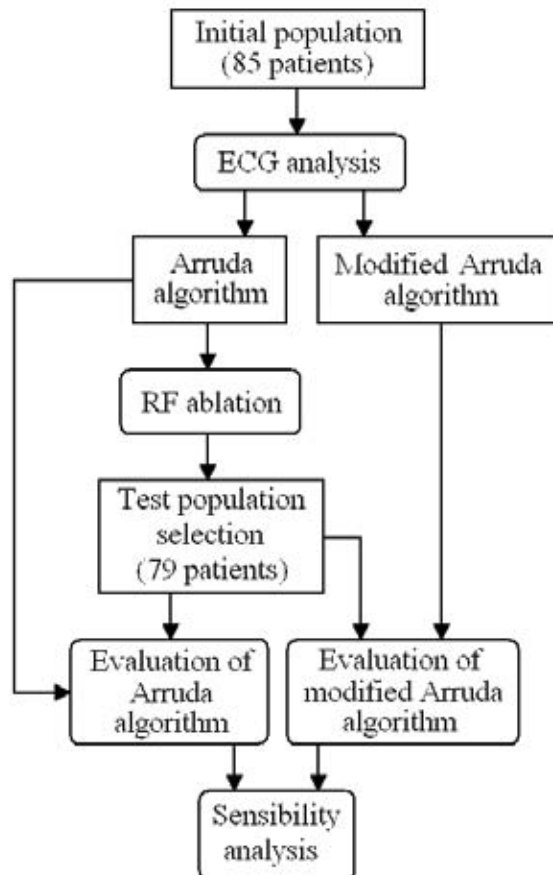 Initial population
(85 patients)
ECG analysis
Arruda
algorithm
Modified Arruda
algorithm
RF ablation
Test population
selection
(79 patients)
Evaluation of
Arruda
algorithm
Evaluation of
modified Arruda
algorithm
Sensibility
analysis